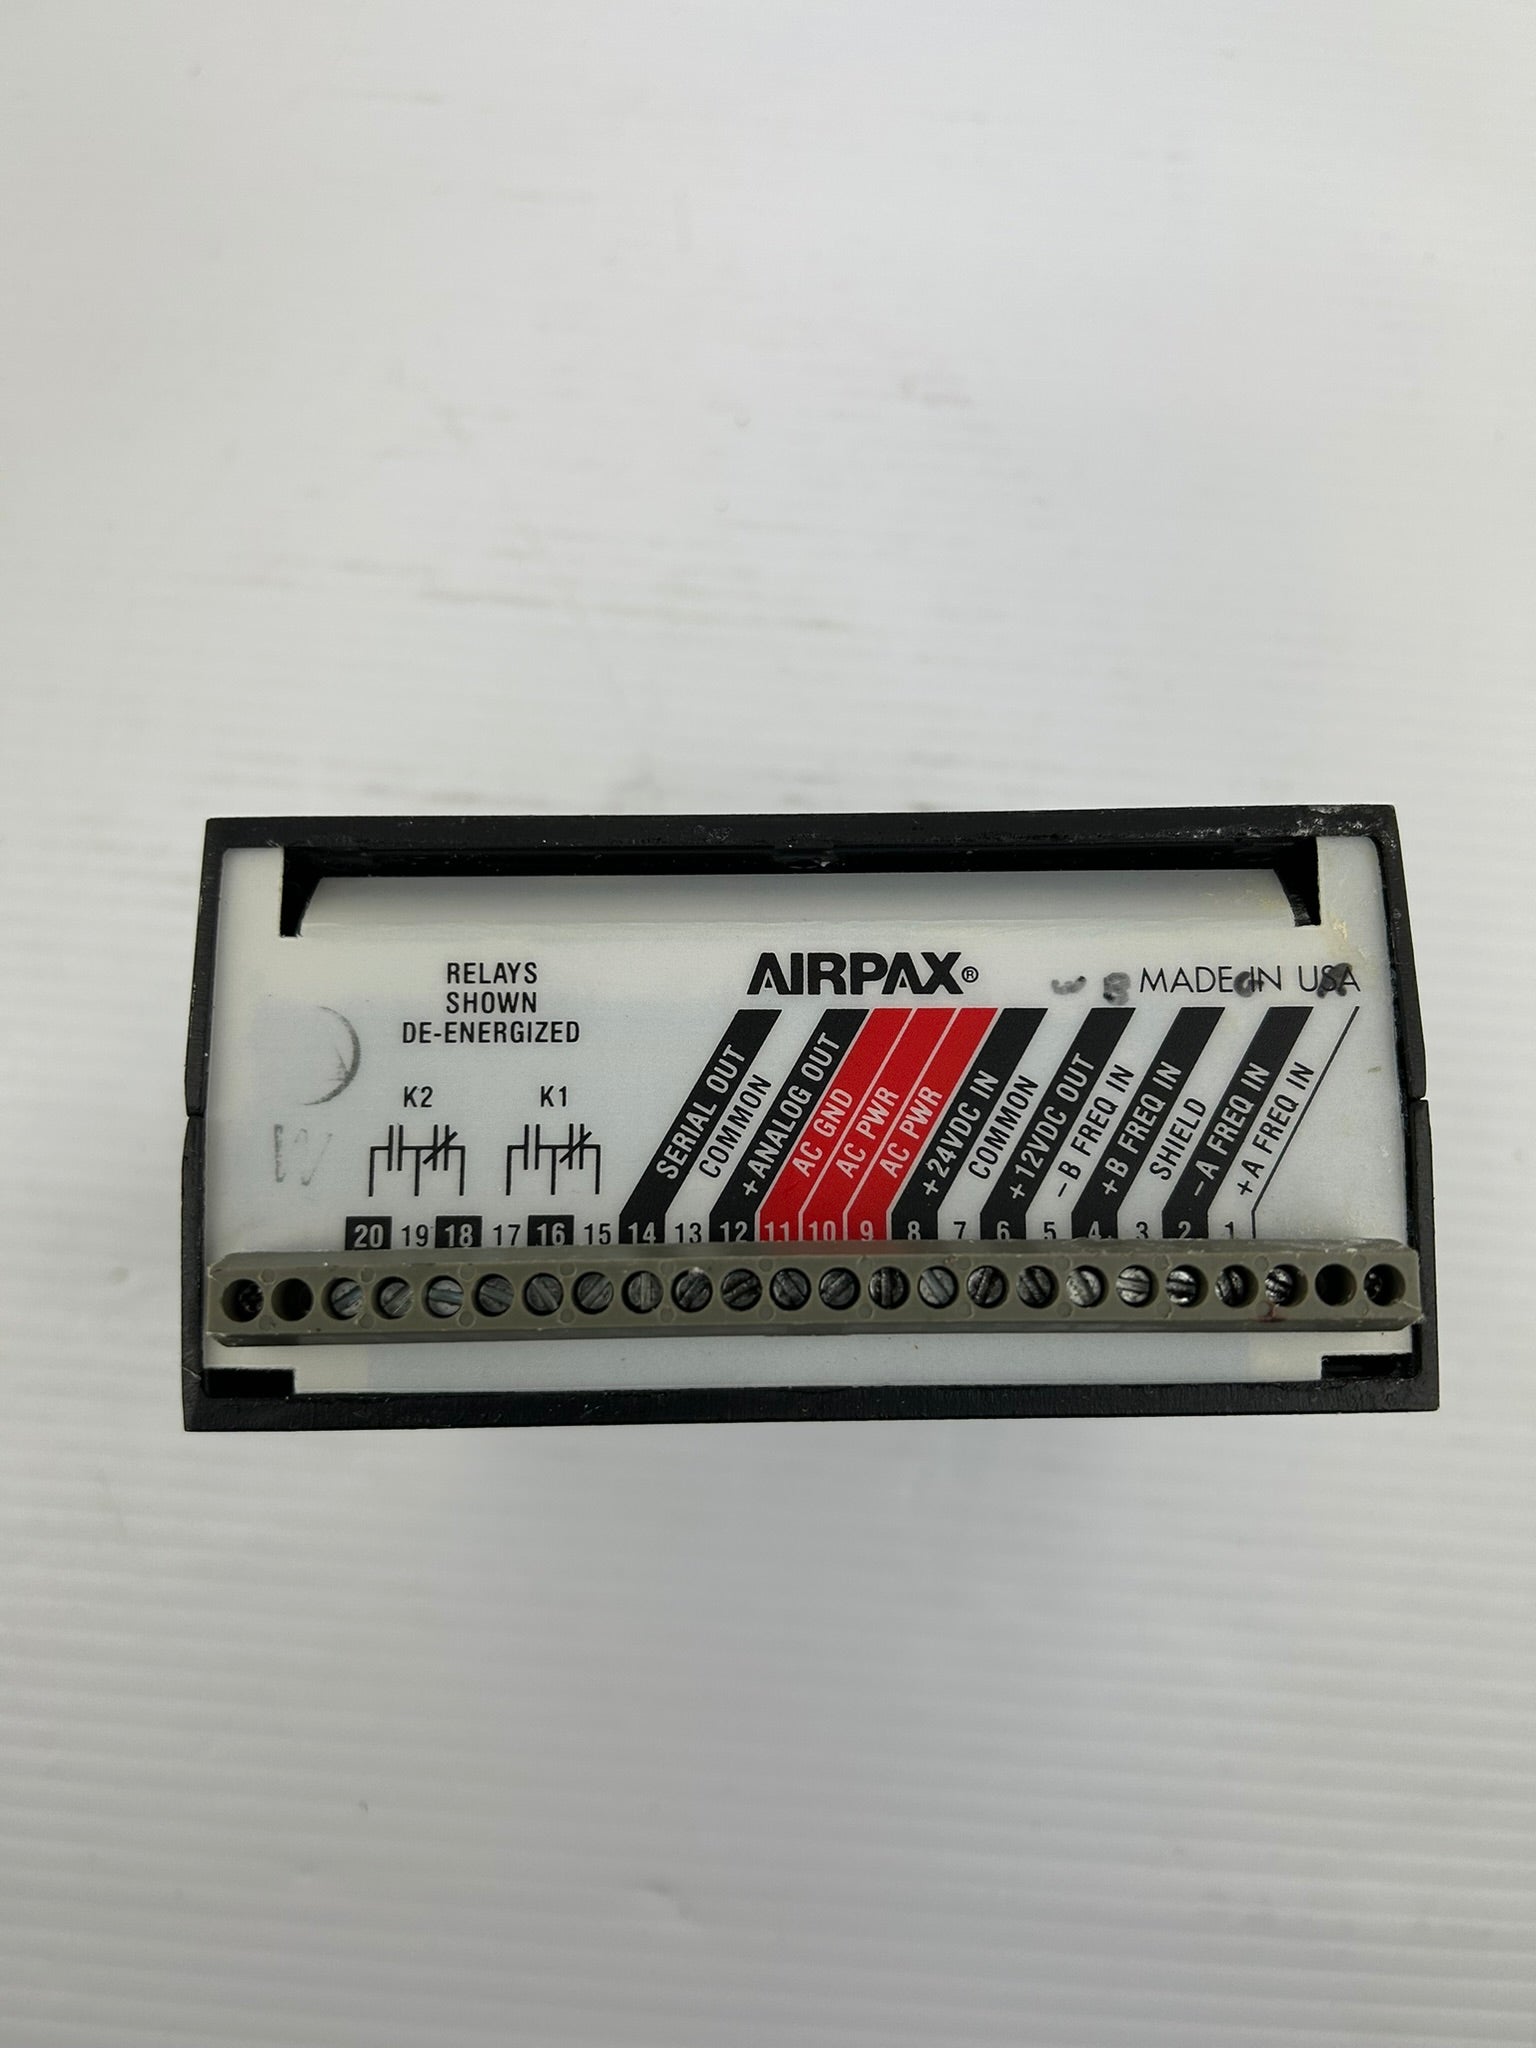 RELAYS
SHOWN
DE-ENERGIZED
K2 K1
AIRPAX® MADE IN USA
SERIAL OUT
COMMON
+ ANALOG OUT
AC GND
AC PWR
AC PWR
+ 24VDC IN
COMMON
+ 12VDC OUT
– B FREQ IN
+ B FREQ IN
SHIELD
– A FREQ IN
+ A FREQ IN
20 19 18 17 16 15 14 13 12 11 10 9 8 7 6 5 4 3 2 1